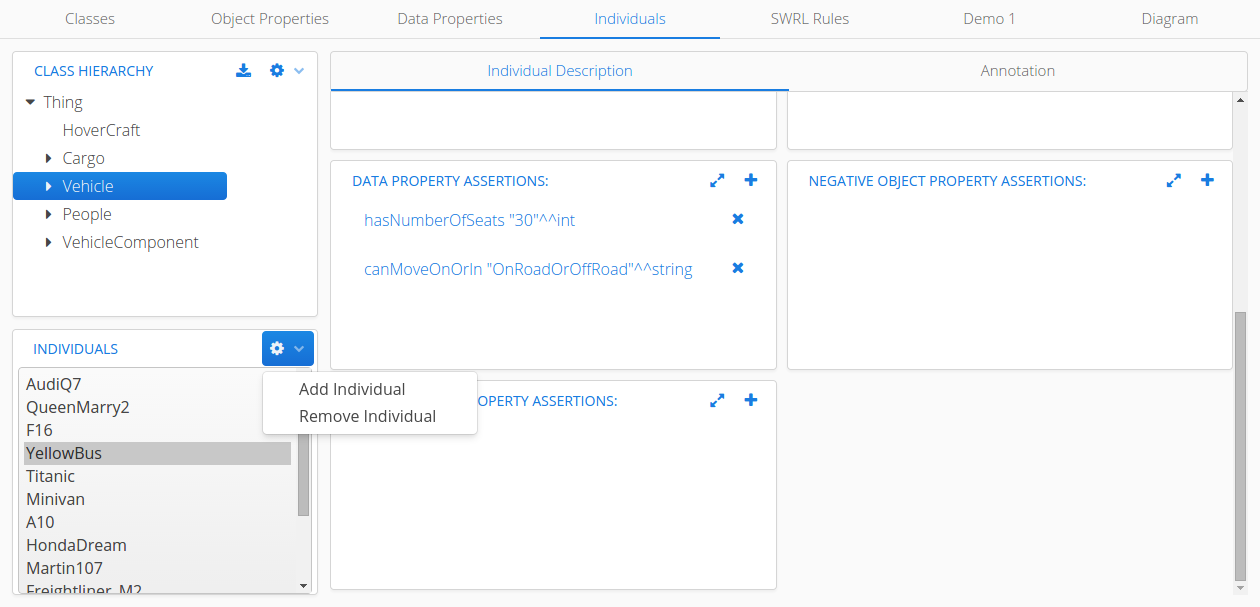 Classes Object Properties Data Properties Individuals SWRL Rules Demo 1 Diagram
CLASS HIERARCHY
Thing
HoverCraft
Cargo
Vehicle
People
VehicleComponent
INDIVIDUALS
Add Individual
Remove Individual
AudiQ7
QueenMarry2
F16
YellowBus
Titanic
Minivan
A10
HondaDream
Martin107
Freightliner_M2
Individual Description Annotation
DATA PROPERTY ASSERTIONS:
hasNumberOfSeats "30"^^int
canMoveOnOrIn "OnRoadOrOffRoad"^^string
NEGATIVE OBJECT PROPERTY ASSERTIONS:
OPERTY ASSERTIONS: